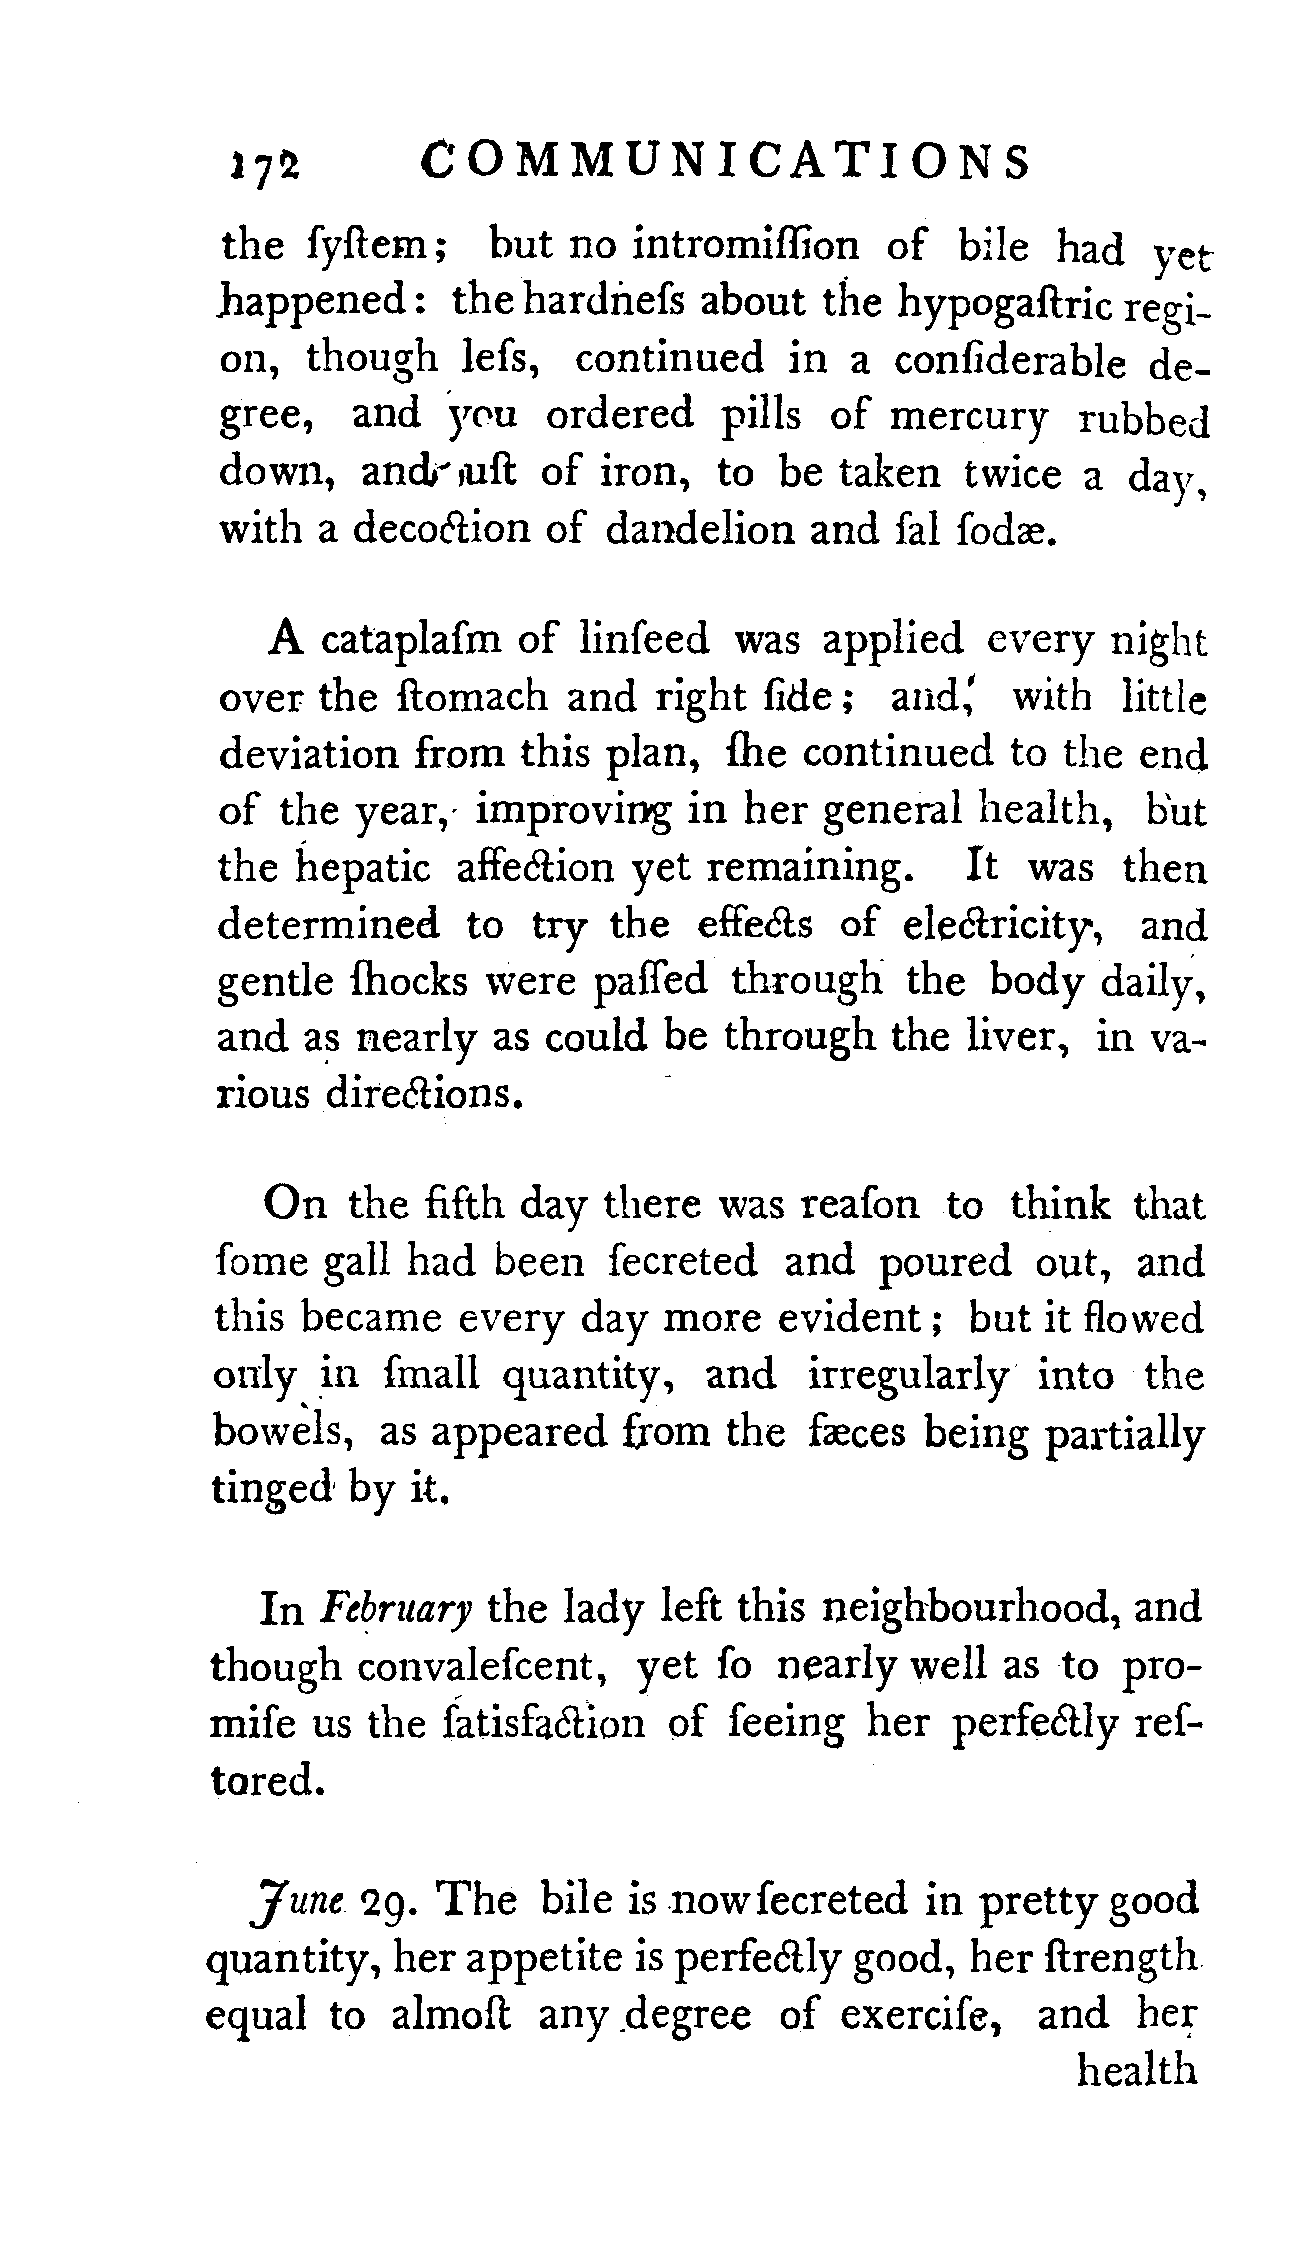 172 COMMUNICATIONS
the ſyſtem; but no intromiſſion of bile had yet
happened: the hardneſs about the hypogaſtric regi-
on, though leſs, continued in a conſiderable de-
gree, and you ordered pills of mercury rubbed
down, and ruſt of iron, to be taken twice a day,
with a decoction of dandelion and ſal ſodæ.
A cataplaſm of linſeed was applied every night
over the ſtomach and right ſide; and, with little
deviation from this plan, ſhe continued to the end
of the year, improving in her general health, but
the hepatic affection yet remaining. It was then
determined to try the effects of electricity, and
gentle ſhocks were paſſed through the body daily,
and as nearly as could be through the liver, in va-
rious directions.
On the fifth day there was reaſon to think that
ſome gall had been ſecreted and poured out, and
this became every day more evident; but it flowed
only in ſmall quantity, and irregularly into the
bowels, as appeared from the fæces being partially
tinged by it.
In February the lady left this neighbourhood, and
though convaleſcent, yet ſo nearly well as to pro-
miſe us the ſatisfaction of ſeeing her perfectly reſ-
tored.
June 29. The bile is now ſecreted in pretty good
quantity, her appetite is perfectly good, her ſtrength
equal to almoſt any degree of exerciſe, and her
health